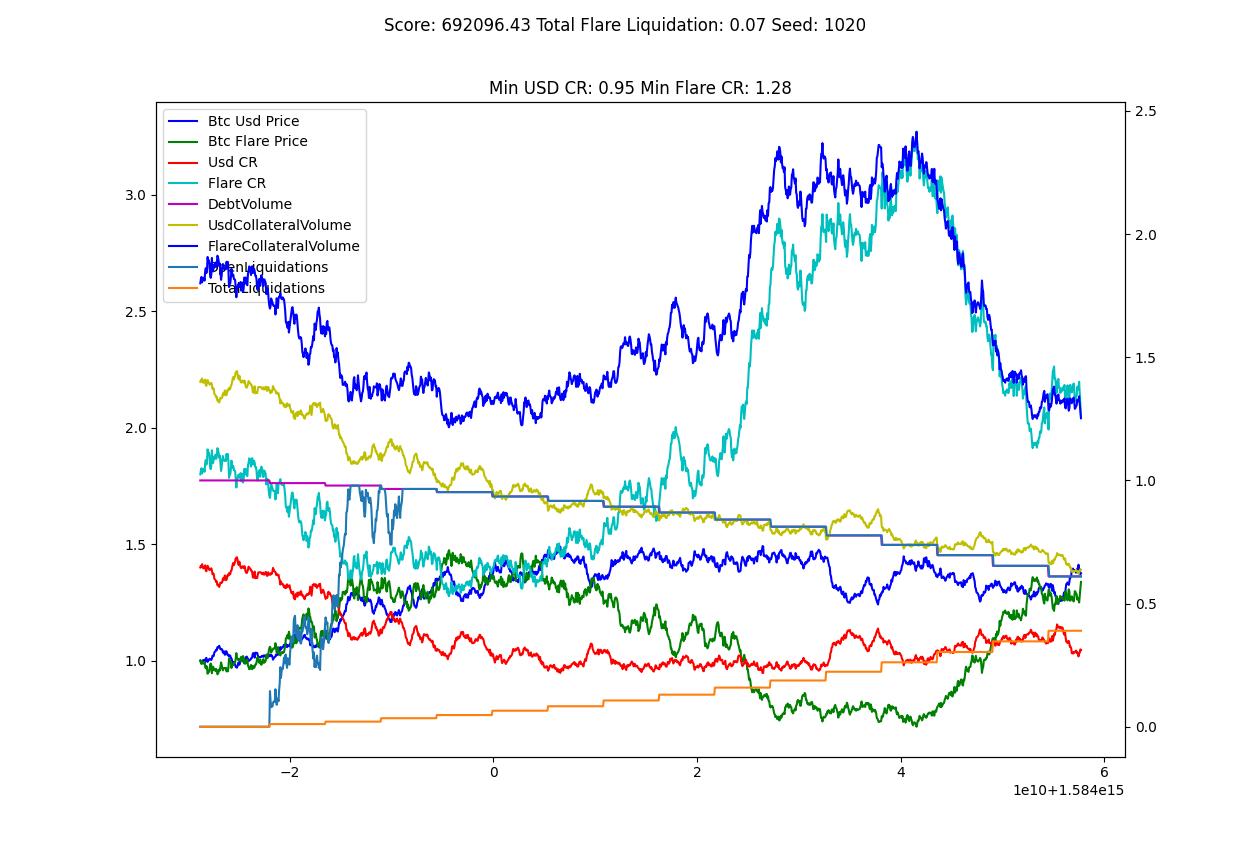 Score: 692096.43 Total Flare Liquidation: 0.07 Seed: 1020
Min USD CR: 0.95 Min Flare CR: 1.28
Btc Usd Price
Btc Flare Price
Usd CR
Flare CR
DebtVolume
UsdCollateralVolume
FlareCollateralVolume
OpenLiquidations
TotalLiquidations
3.0
2.5
2.0
1.5
1.0
2.5
2.0
1.5
1.0
0.5
0.0
−2
0
2
4
6
1e10+1.584e15